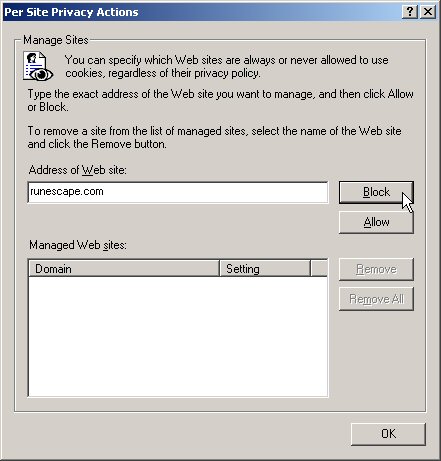 Per Site Privacy Actions
Manage Sites
You can specify which Web sites are always or never allowed to use
cookies, regardless of their privacy policy.
Type the exact address of the Web site you want to manage, and then click Allow
or Block.
To remove a site from the list of managed sites, select the name of the Web site
and click the Remove button.
Address of Web site:
runescape.com
Block
Allow
Managed Web sites:
Domain Setting
Remove
Remove All
OK